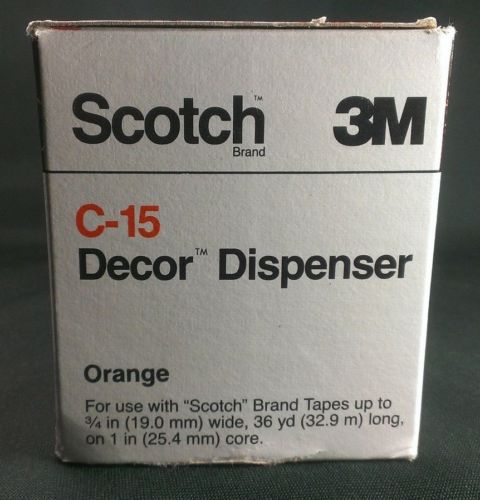 Scotch™ 3M
Brand
C-15
Decor™ Dispenser
Orange
For use with "Scotch" Brand Tapes up to
¾ in (19.0 mm) wide, 36 yd (32.9 m) long,
on 1 in (25.4 mm) core.